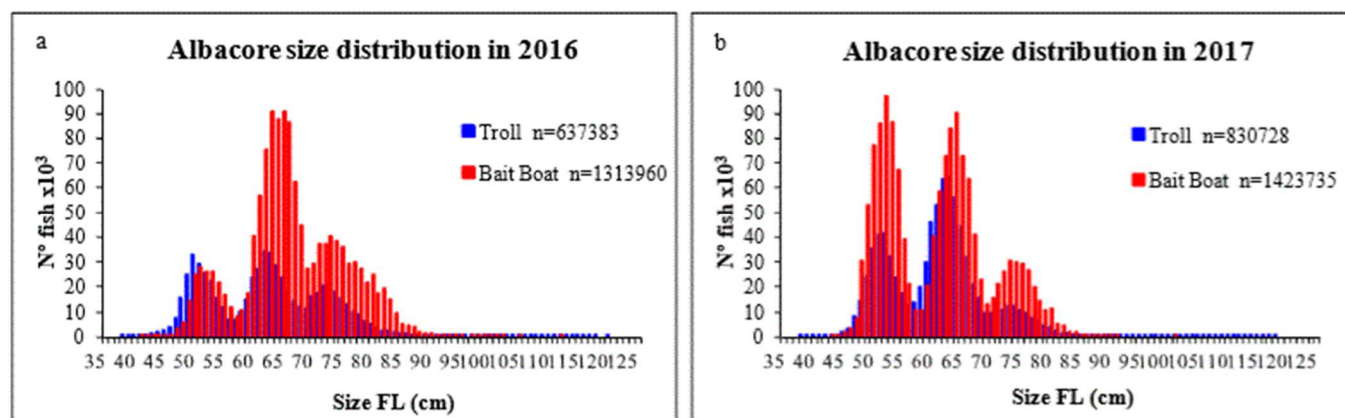 a
Albacore size distribution in 2016
100
90
80
70
60
50
40
30
20
10
0
N° fish x10³
Troll n=637383
Bait Boat n=1313960
35 40 45 50 55 60 65 70 75 80 85 90 95 100 105 110 115 120 125
Size FL (cm)
b
Albacore size distribution in 2017
100
90
80
70
60
50
40
30
20
10
0
N° fish x10³
Troll n=830728
Bait Boat n=1423735
35 40 45 50 55 60 65 70 75 80 85 90 95 100 105 110 115 120 125
Size FL (cm)